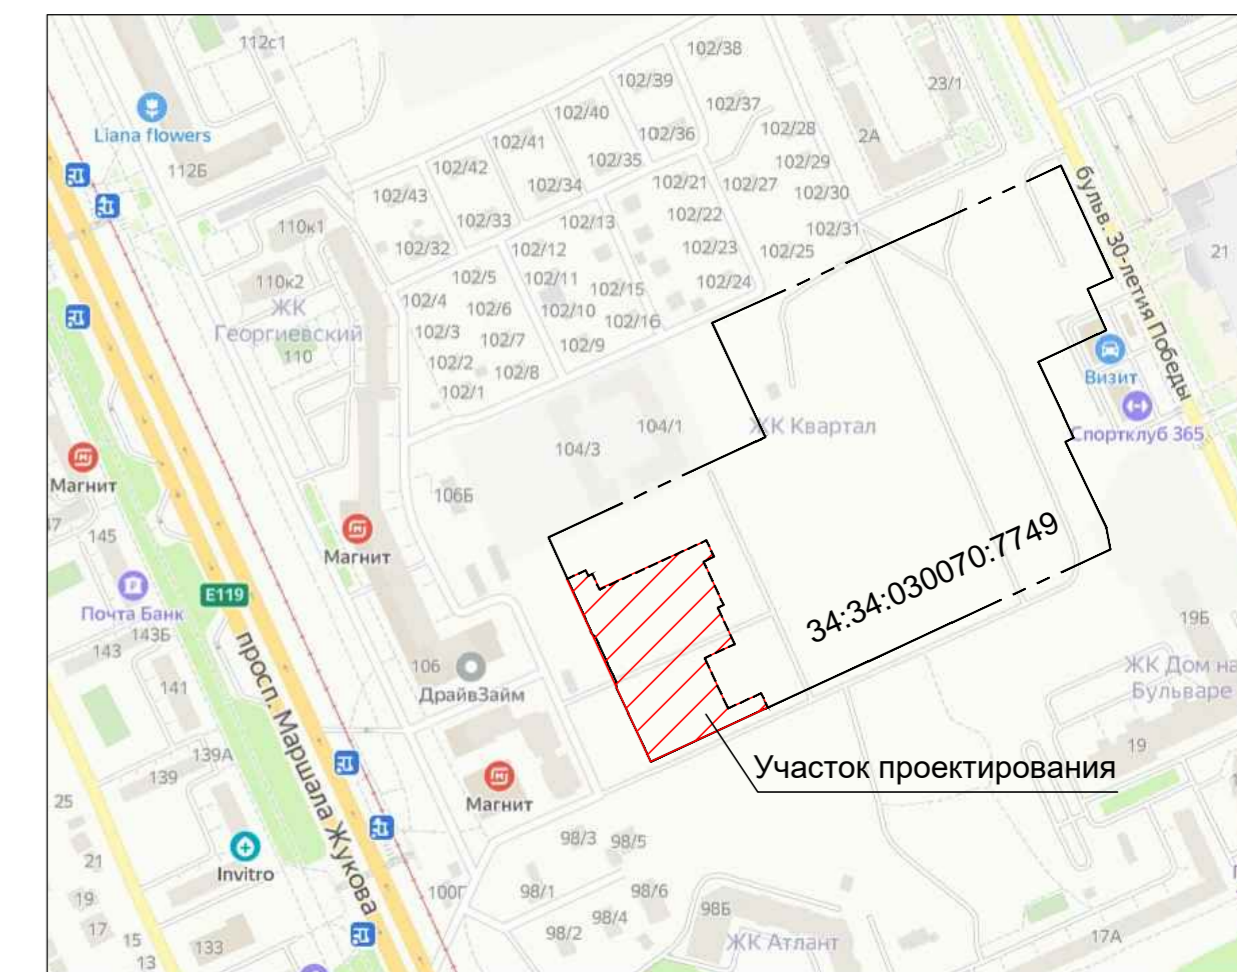 112с1
102/38
102/39
23/1
Liana flowers
102/40
102/37
102/41
102/36
102/28
2А
112Б
102/42
102/35
102/29
102/43
102/34
102/21
102/27
102/30
110к1
102/33
102/13
102/22
102/31
бульв. 30-летия Победы
102/32
102/12
102/23
102/25
21
110к2
102/5
102/11
102/15
102/24
ЖК
Георгиевский
110
102/4
102/6
102/10
102/16
102/3
102/7
102/9
102/2
102/8
102/1
Визит
Спортклуб 365
104/1
ЖК Квартал
104/3
Магнит
106Б
145
Магнит
34:34:030070:7749
E119
Почта Банк
143Б
143
просп. Маршала Жукова
141
106
ДрайвЗайм
19Б
ЖК Дом на
Бульваре
139А
139
19
Участок проектирования
25
Магнит
98/3
98/5
21
Invitro
19
100Г
98/1
98/6
98/4
98/2
98Б
ЖК Атлант
17А
17
15
133
13